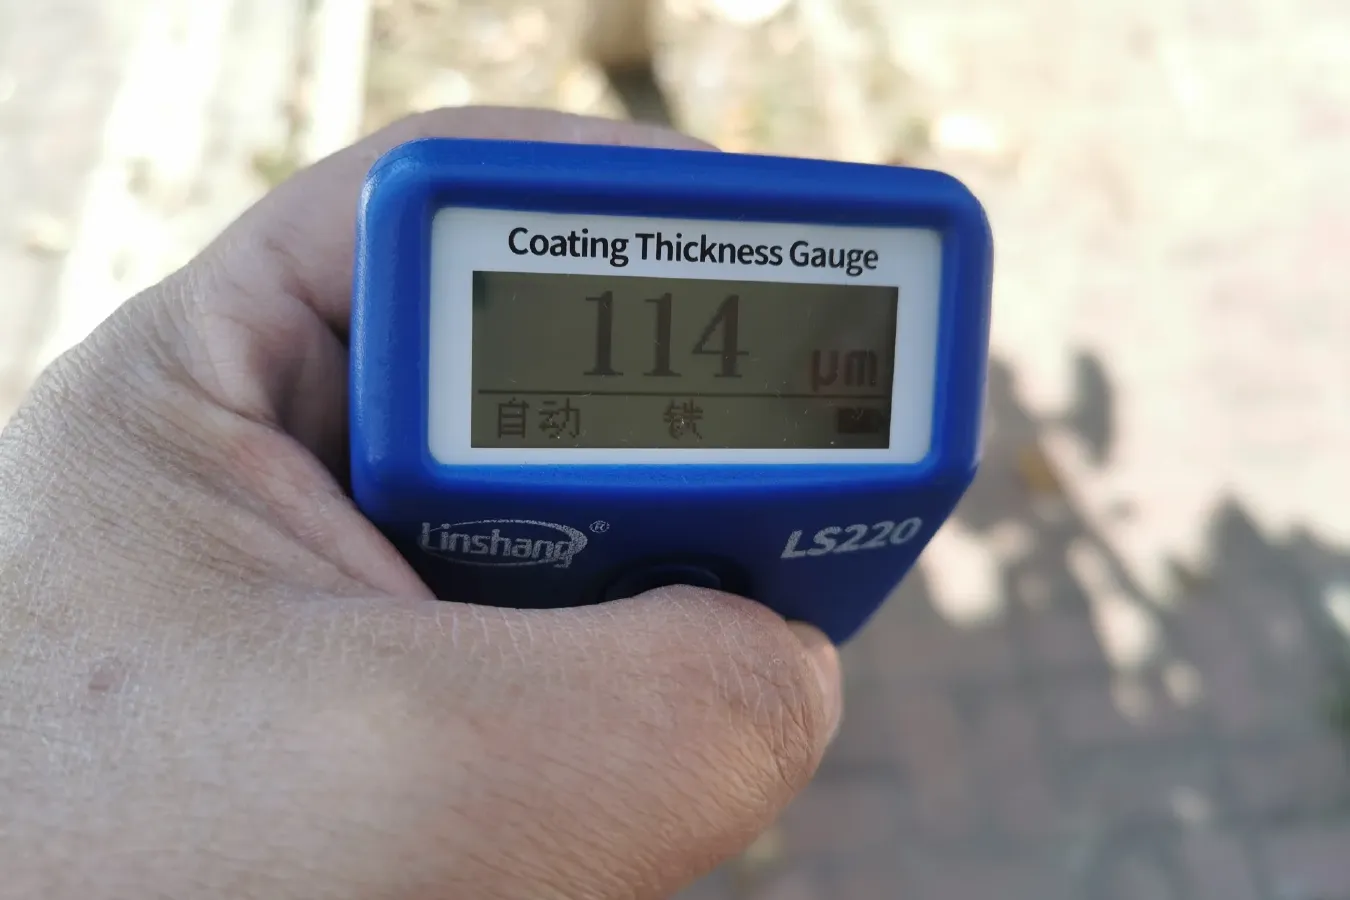 Coating Thickness Gauge
114 μm
自动 铁
Linshang®
LS220